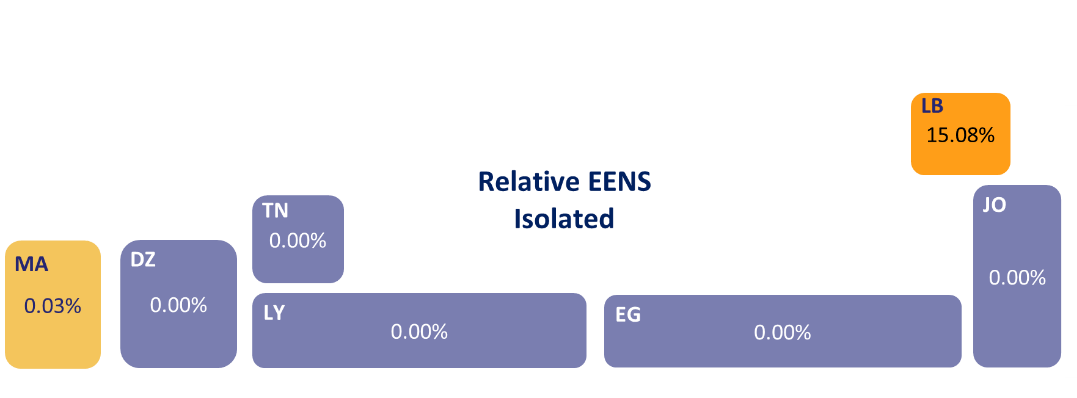 LB
15.08%
Relative EENS
Isolated
TN
0.00%
JO
0.00%
MA
0.03%
DZ
0.00%
LY
0.00%
EG
0.00%